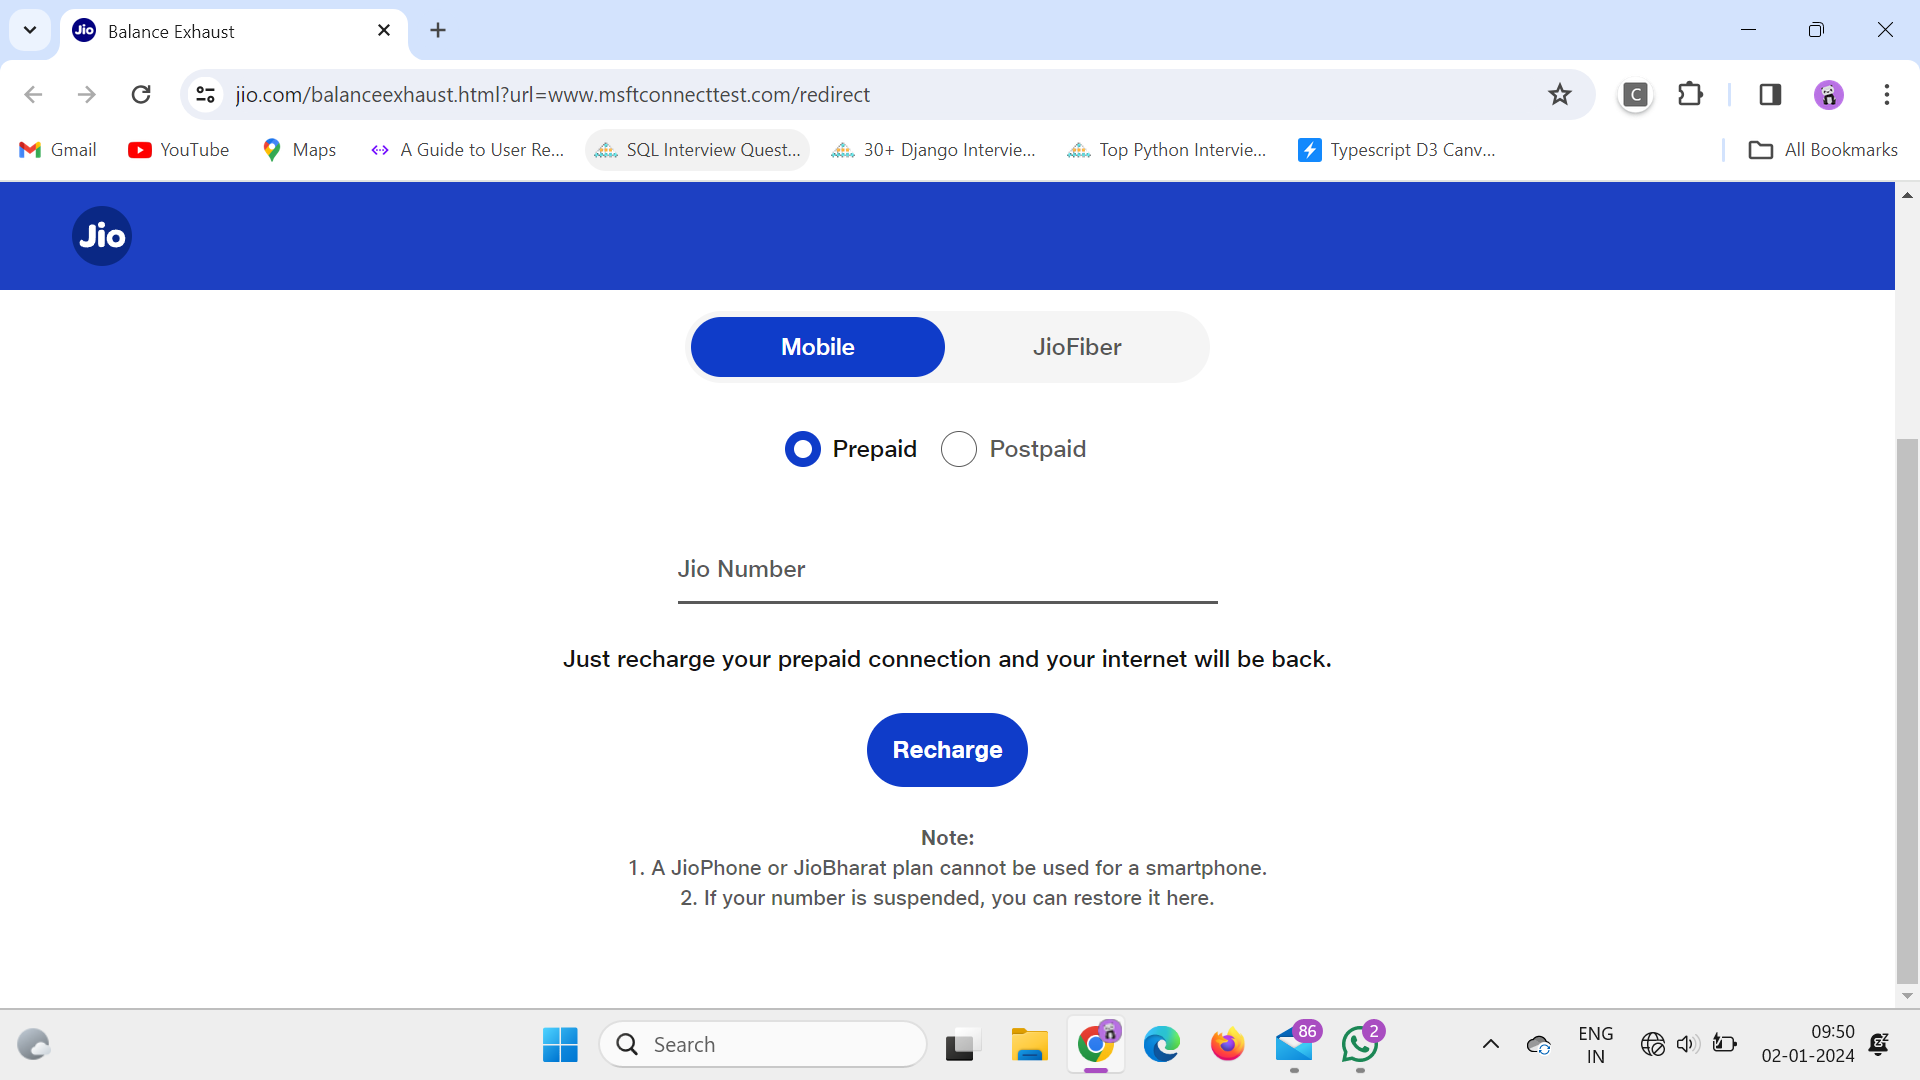 Jio Balance Exhaust
jio.com/balanceexhaust.html?url=www.msftconnecttest.com/redirect
C
Gmail YouTube Maps A Guide to User Re... SQL Interview Quest... 30+ Django Intervie... Top Python Intervie... Typescript D3 Canv... All Bookmarks
Jio
Mobile JioFiber
Prepaid Postpaid
Jio Number
Just recharge your prepaid connection and your internet will be back.
Recharge
Note:
1. A JioPhone or JioBharat plan cannot be used for a smartphone.
2. If your number is suspended, you can restore it here.
Search 86 2
ENG 09:50
IN 02-01-2024